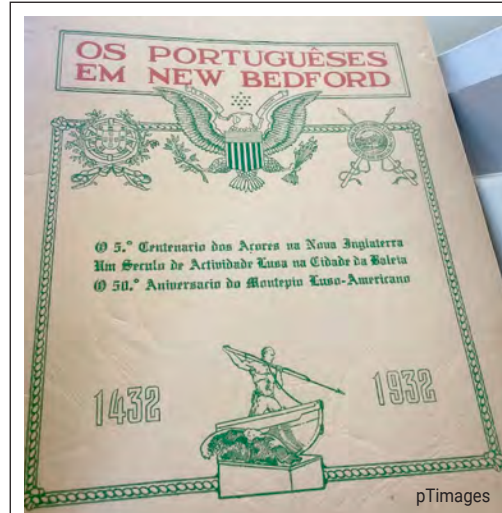 OS PORTUGUÊSES
EM NEW BEDFORD
O 5.º Centenario dos Açores na Nova Inglaterra
Um Seculo de Actividade Lusa na Cidade da Baleia
O 50.º Aniversario do Montepio Luso-Americano
1432
1932
pTimages